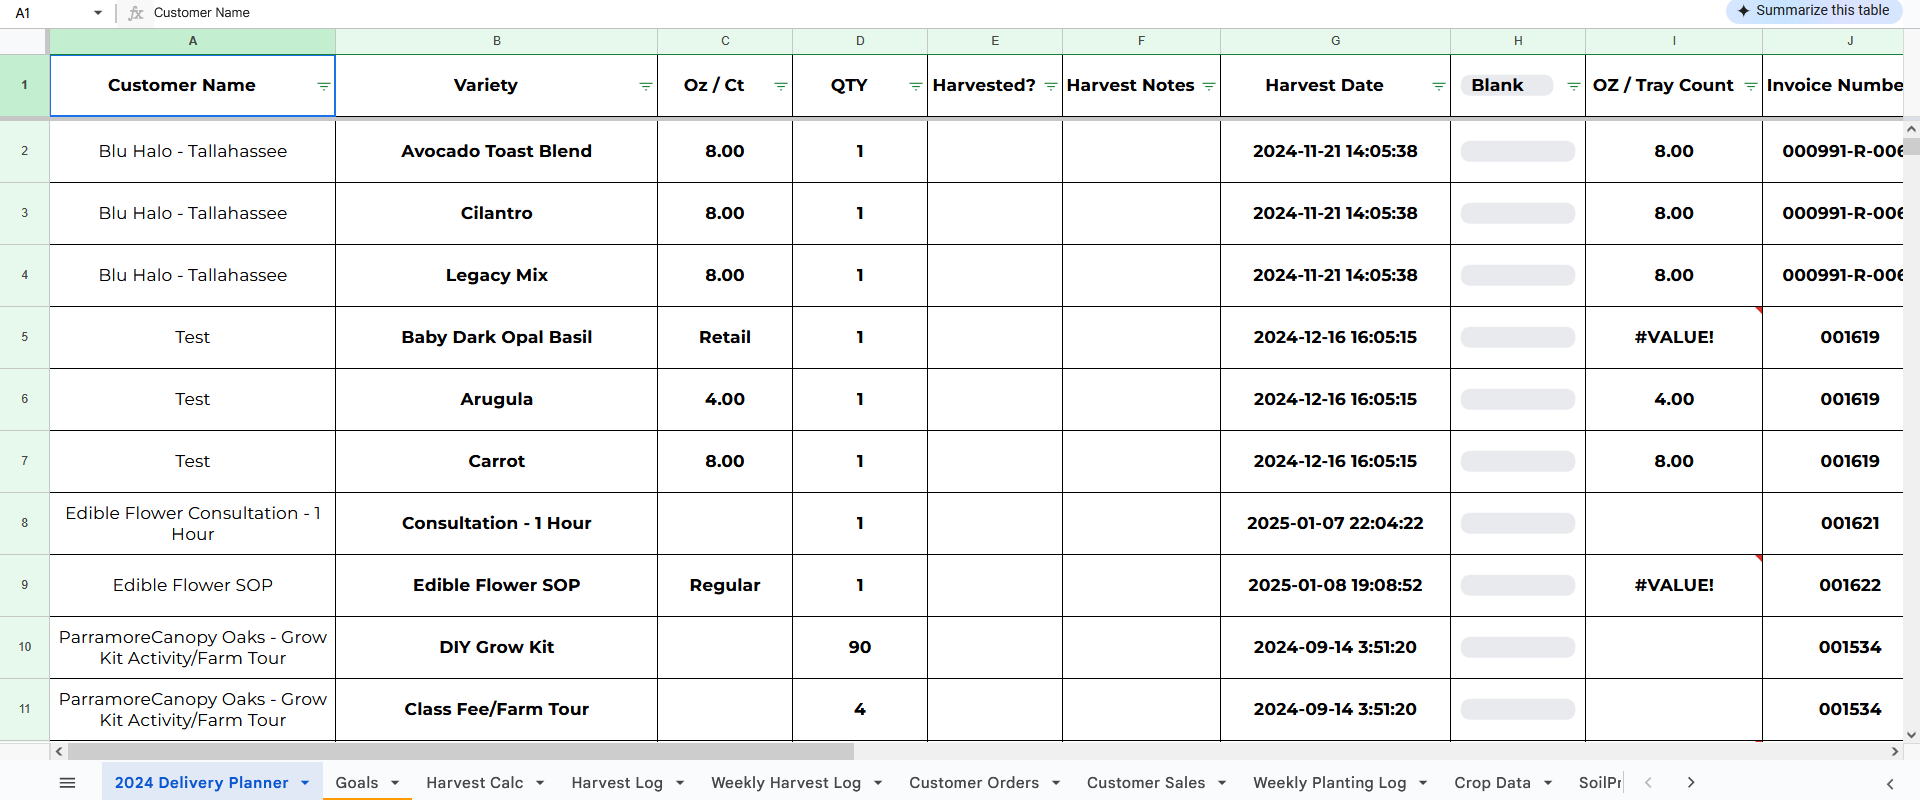 A1 fx Customer Name Summarize this table
A B C D E F G H I J
1 Customer Name Variety Oz / Ct QTY Harvested? Harvest Notes Harvest Date Blank OZ / Tray Count Invoice Numbe
2 Blu Halo - Tallahassee Avocado Toast Blend 8.00 1 2024-11-21 14:05:38 8.00 000991-R-006
3 Blu Halo - Tallahassee Cilantro 8.00 1 2024-11-21 14:05:38 8.00 000991-R-006
4 Blu Halo - Tallahassee Legacy Mix 8.00 1 2024-11-21 14:05:38 8.00 000991-R-006
5 Test Baby Dark Opal Basil Retail 1 2024-12-16 16:05:15 #VALUE! 001619
6 Test Arugula 4.00 1 2024-12-16 16:05:15 4.00 001619
7 Test Carrot 8.00 1 2024-12-16 16:05:15 8.00 001619
8 Edible Flower Consultation - 1
Hour Consultation - 1 Hour 1 2025-01-07 22:04:22 001621
9 Edible Flower SOP Edible Flower SOP Regular 1 2025-01-08 19:08:52 #VALUE! 001622
10 ParramoreCanopy Oaks - Grow
Kit Activity/Farm Tour DIY Grow Kit 90 2024-09-14 3:51:20 001534
11 ParramoreCanopy Oaks - Grow
Kit Activity/Farm Tour Class Fee/Farm Tour 4 2024-09-14 3:51:20 001534
2024 Delivery Planner Goals Harvest Calc Harvest Log Weekly Harvest Log Customer Orders Customer Sales Weekly Planting Log Crop Data SoilPr